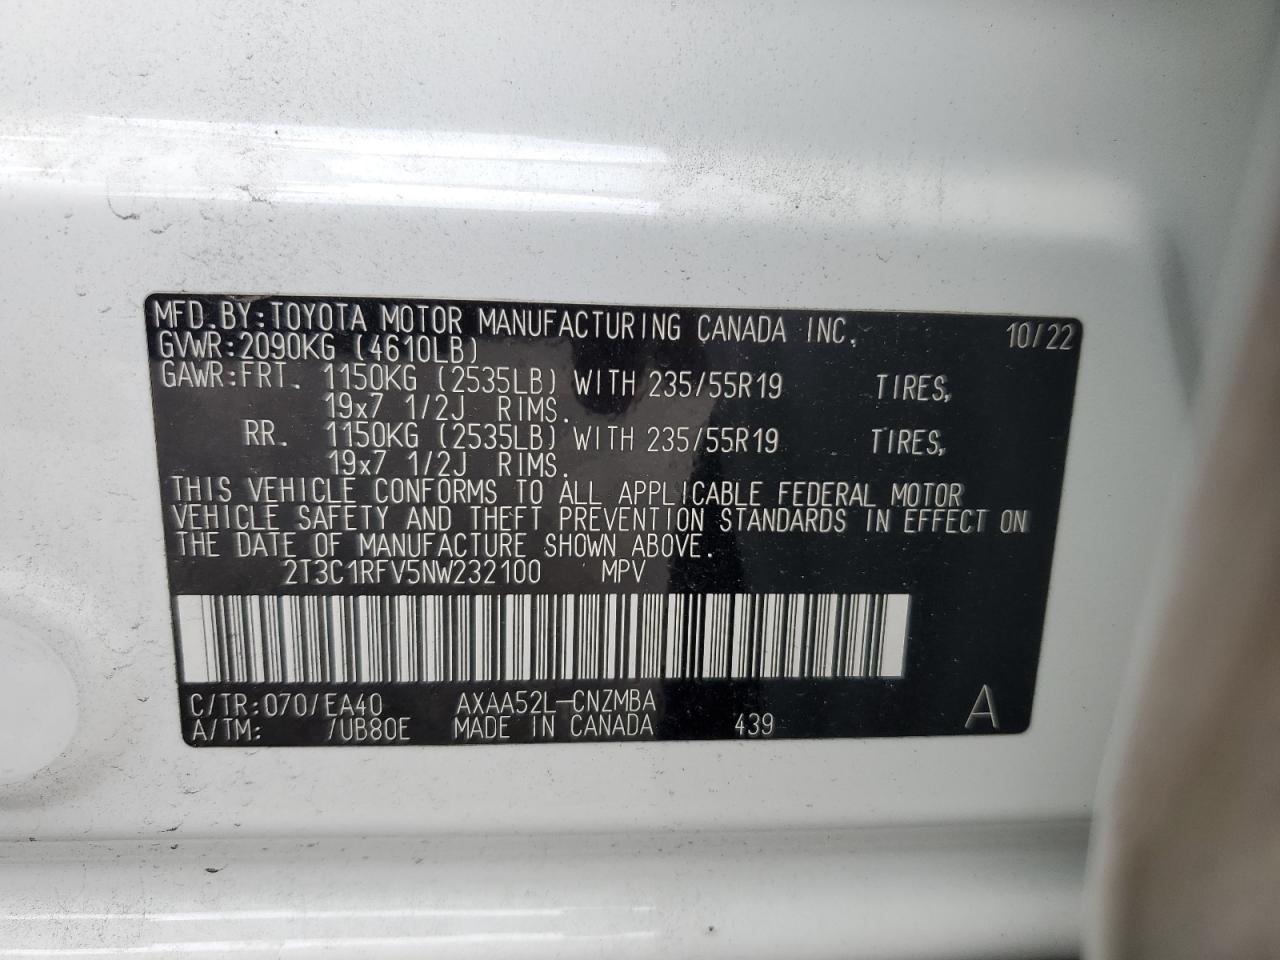 MFD.BY:TOYOTA MOTOR MANUFACTURING CANADA INC. 10/22
GVWR:2090KG (4610LB)
GAWR:FRT. 1150KG (2535LB) WITH 235/55R19 TIRES,
19x7 1/2J RIMS.
RR. 1150KG (2535LB) WITH 235/55R19 TIRES,
19x7 1/2J RIMS.
THIS VEHICLE CONFORMS TO ALL APPLICABLE FEDERAL MOTOR
VEHICLE SAFETY AND THEFT PREVENTION STANDARDS IN EFFECT ON
THE DATE OF MANUFACTURE SHOWN ABOVE.
2T3C1RFV5NW232100 MPV
C/TR:070/EA40 AXAA52L-CNZMBA A
A/TM: /UB80E MADE IN CANADA 439